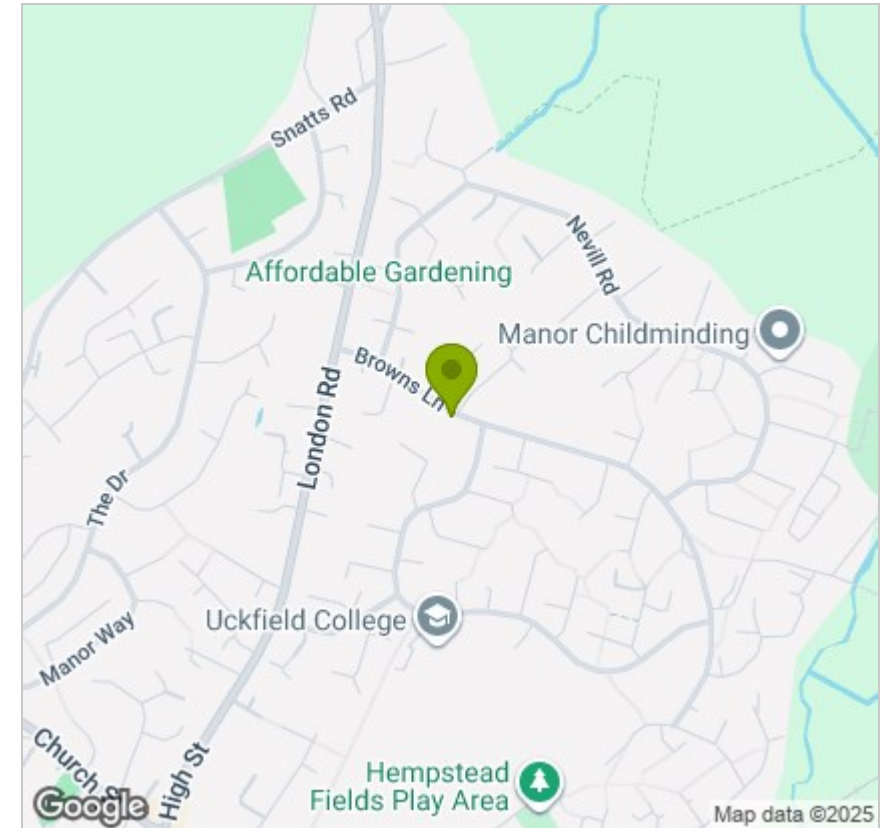 Snatts Rd
Nevill Rd
Affordable Gardening
Manor Childminding
Browns Ln
London Rd
The Dr
Uckfield College
Manor Way
Church S
High St
Hempstead
Fields Play Area
Google
Map data ©2025